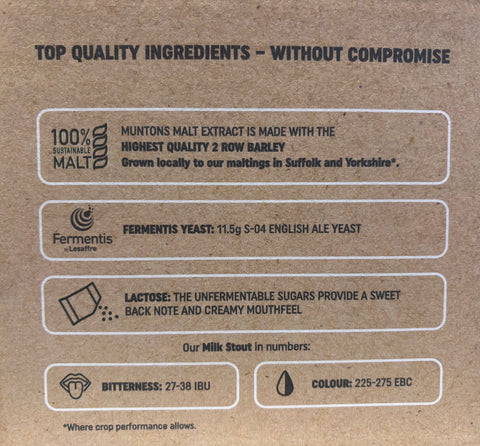 TOP QUALITY INGREDIENTS – WITHOUT COMPROMISE
100%
SUSTAINABLE
MALT
MUNTONS MALT EXTRACT IS MADE WITH THE
HIGHEST QUALITY 2 ROW BARLEY
Grown locally to our maltings in Suffolk and Yorkshire*.
Fermentis
by Lesaffre
FERMENTIS YEAST: 11.5g S-04 ENGLISH ALE YEAST
LACTOSE: THE UNFERMENTABLE SUGARS PROVIDE A SWEET
BACK NOTE AND CREAMY MOUTHFEEL
Our Milk Stout in numbers:
BITTERNESS: 27-38 IBU
COLOUR: 225-275 EBC
*Where crop performance allows.